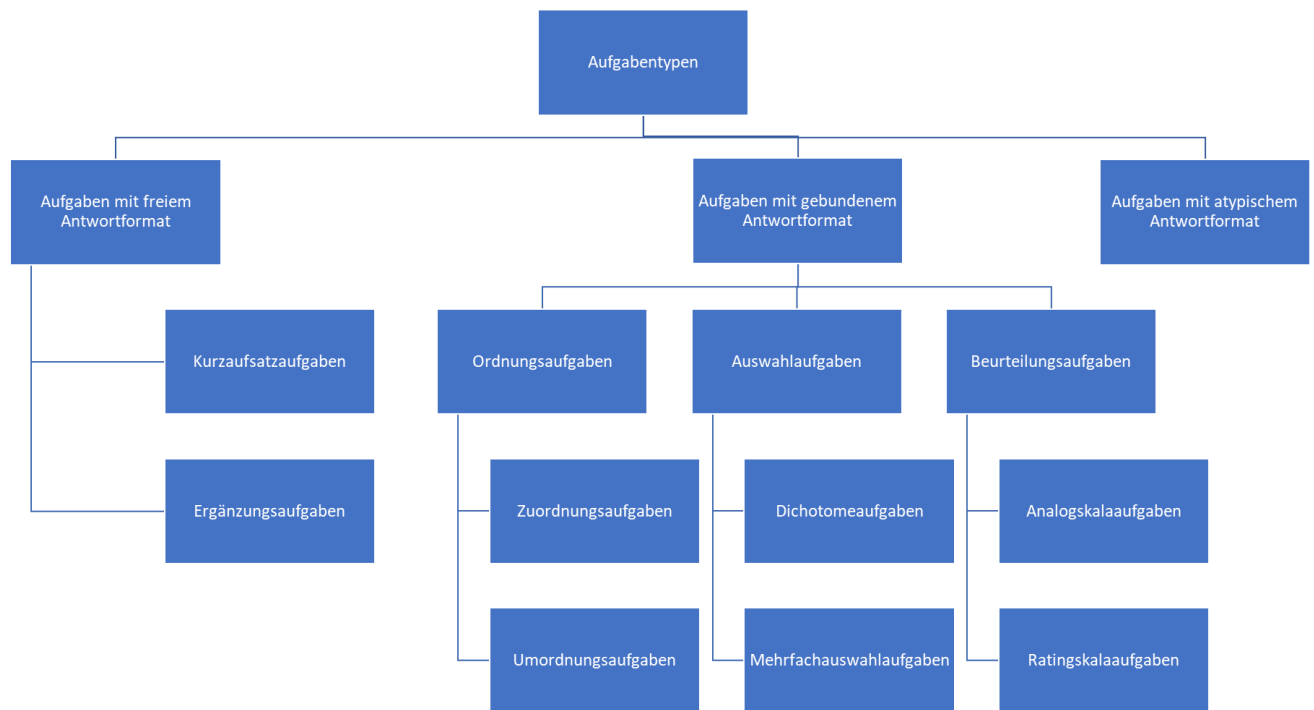 Aufgabentypen
Aufgaben mit freiem
Antwortformat
Aufgaben mit gebundenem
Antwortformat
Aufgaben mit atypischem
Antwortformat
Kurzaufsatzaufgaben
Ergänzungsaufgaben
Ordnungsaufgaben
Zuordnungsaufgaben
Umordnungsaufgaben
Auswahlaufgaben
Dichotomeaufgaben
Mehrfachauswahlaufgaben
Beurteilungsaufgaben
Analogskalaaufgaben
Ratingskalaaufgaben